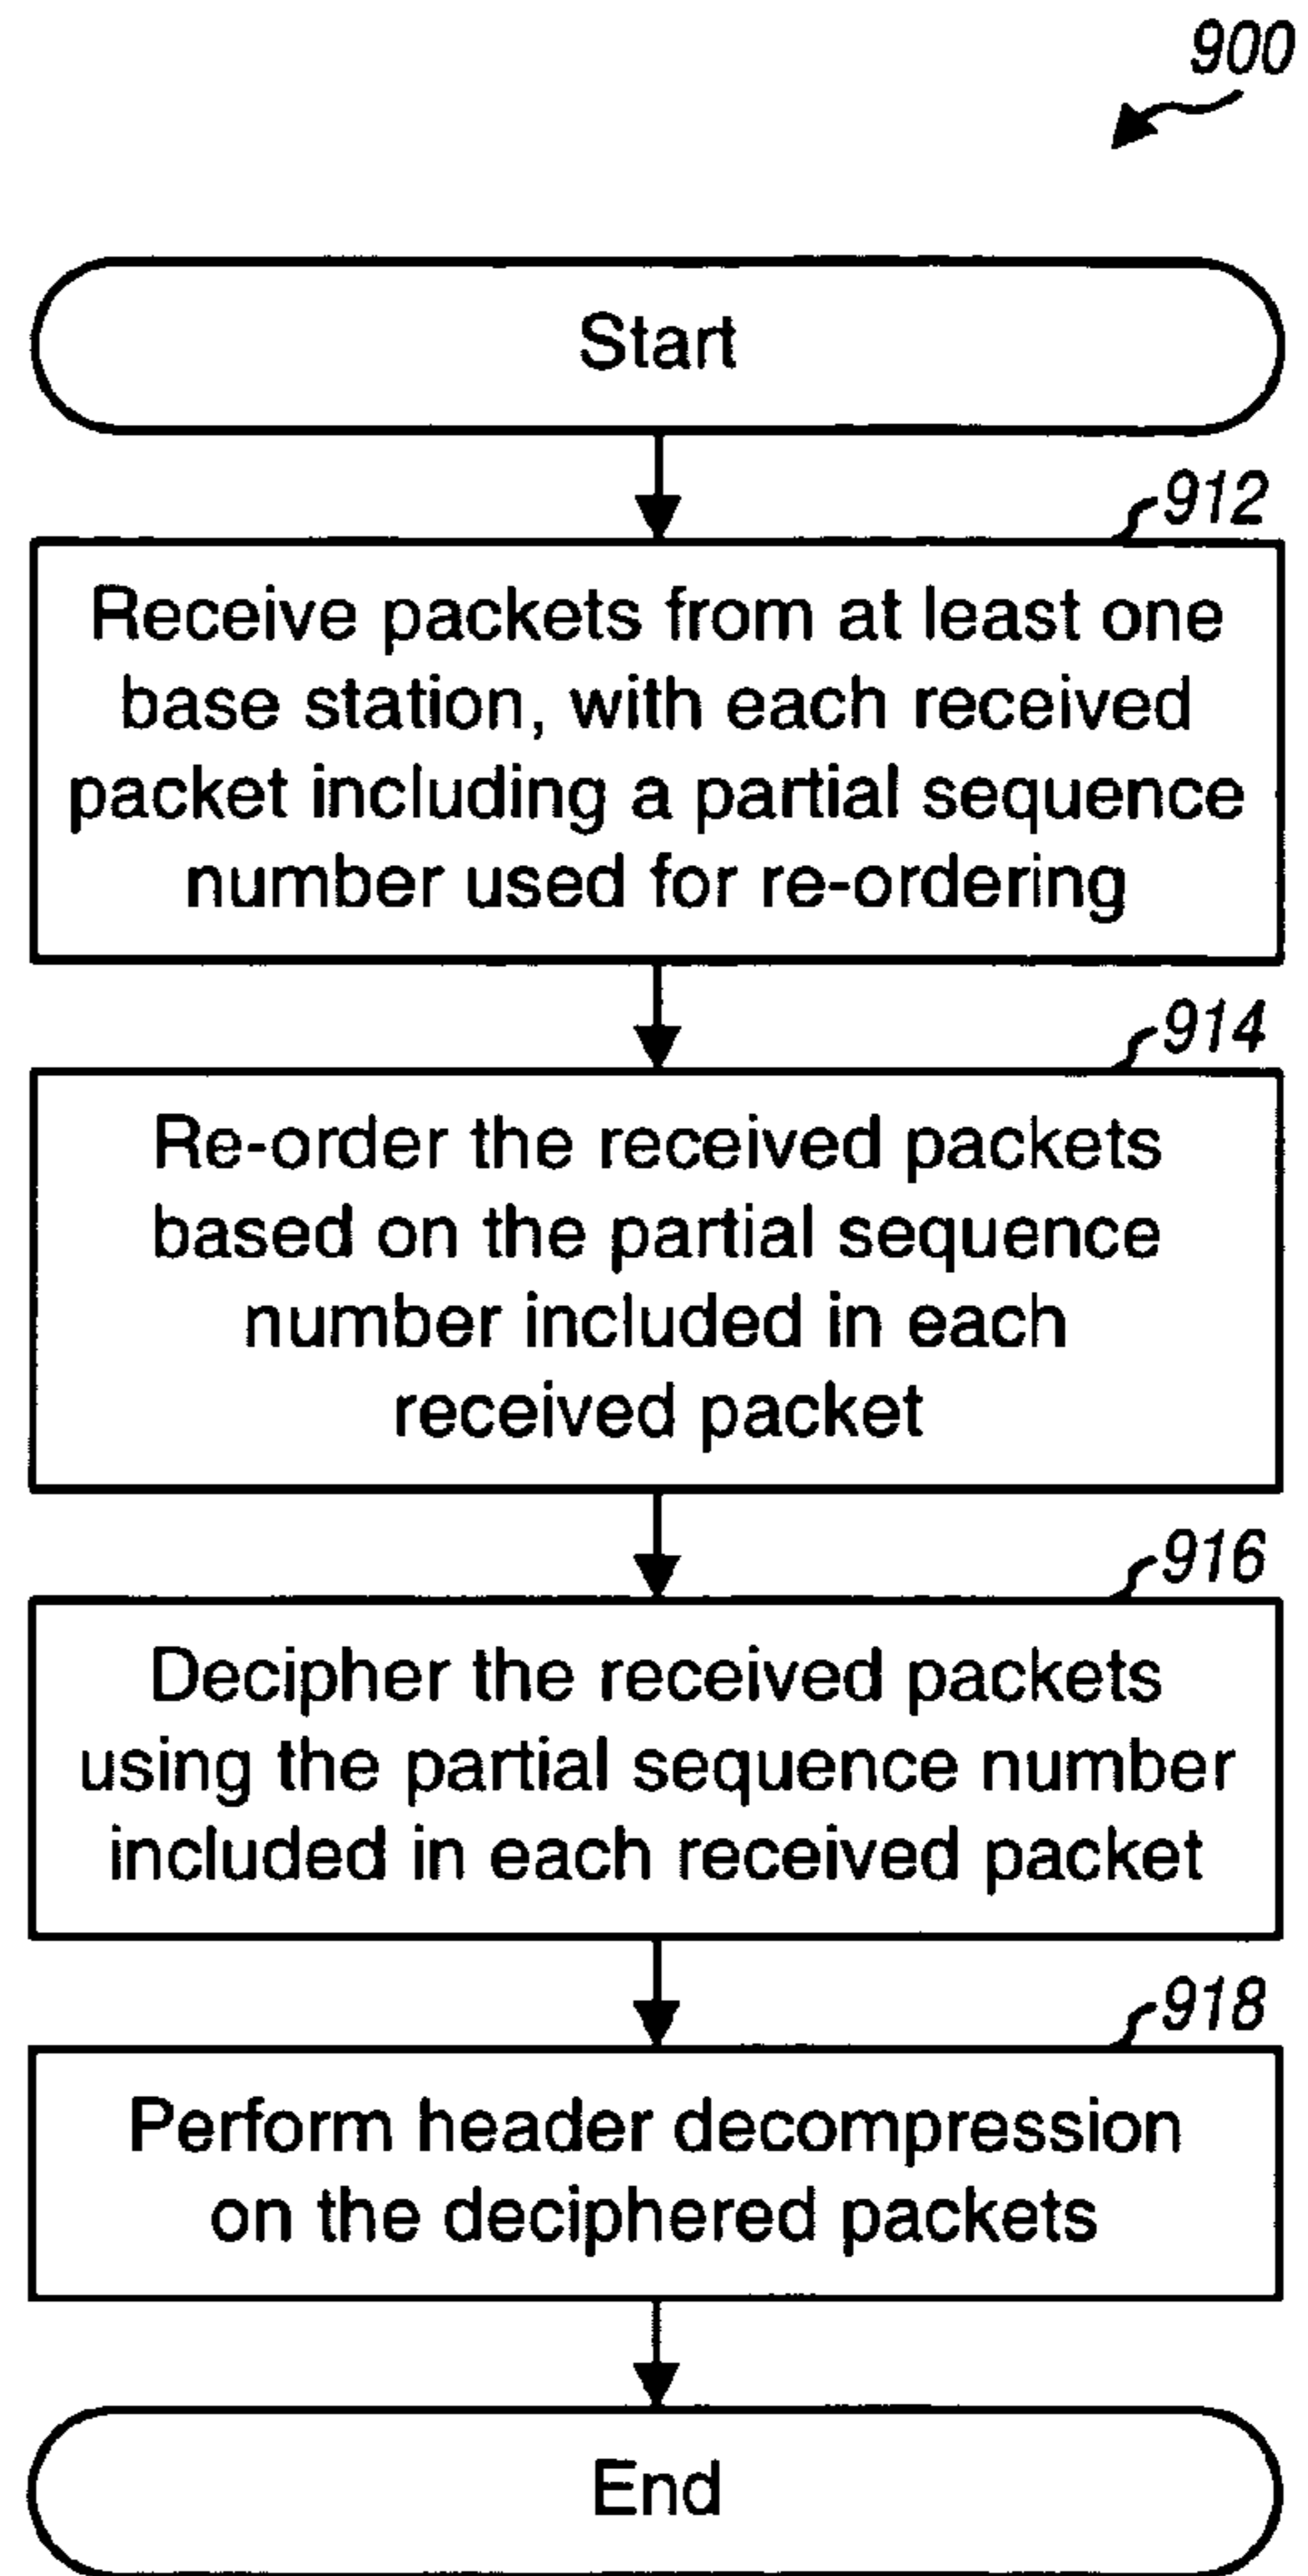 900
Start
912
Receive packets from at least one
base station, with each received
packet including a partial sequence
number used for re-ordering
914
Re-order the received packets
based on the partial sequence
number included in each
received packet
916
Decipher the received packets
using the partial sequence number
included in each received packet
918
Perform header decompression
on the deciphered packets
End